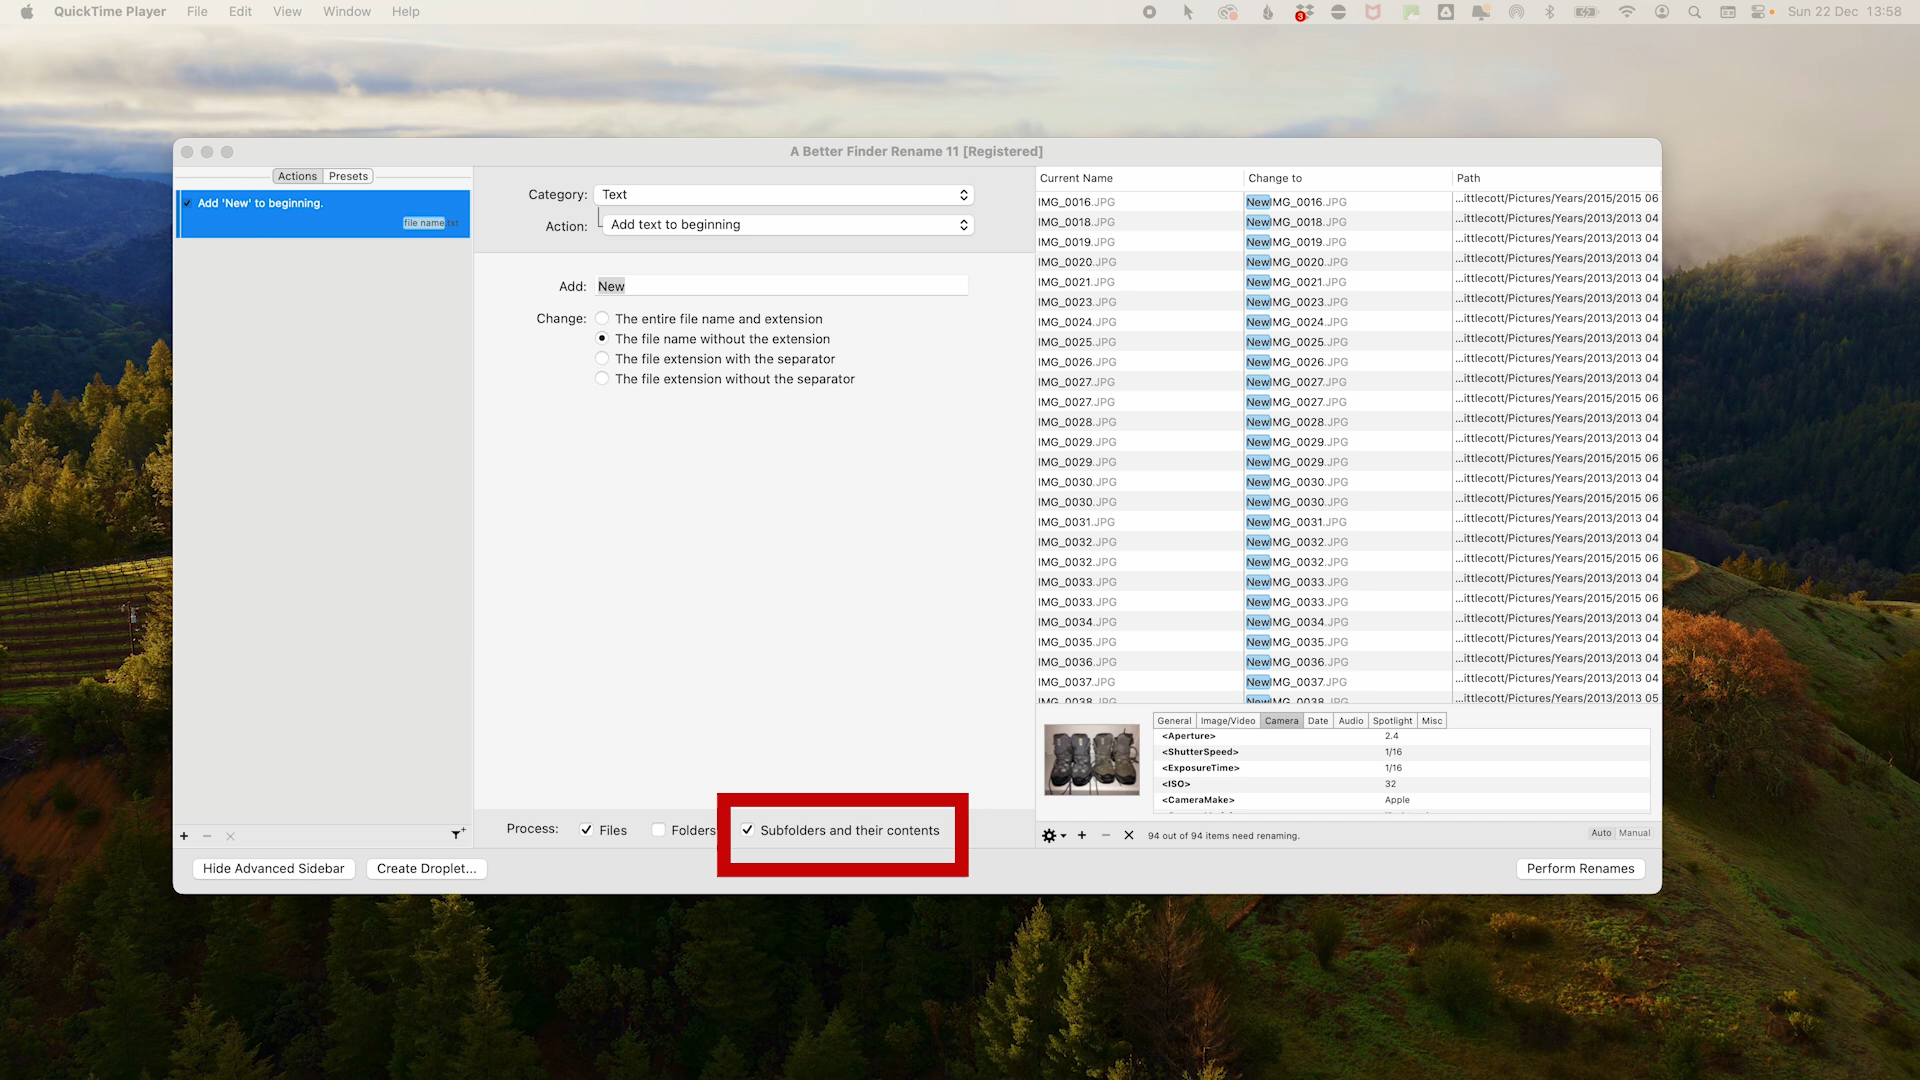 QuickTime Player File Edit View Window Help
3 Sun 22 Dec 13:58
A Better Finder Rename 11 [Registered]
Actions Presets
Add 'New' to beginning.
file name.txt
Category: Text
Action: Add text to beginning
Add: New
Change: The entire file name and extension
The file name without the extension
The file extension with the separator
The file extension without the separator
Process: Files Folders Subfolders and their contents
Hide Advanced Sidebar Create Droplet...
Current Name Change to Path
IMG_0016.JPG NewIMG_0016.JPG ...ittlecott/Pictures/Years/2015/2015 06
IMG_0018.JPG NewIMG_0018.JPG ...ittlecott/Pictures/Years/2013/2013 04
IMG_0019.JPG NewIMG_0019.JPG ...ittlecott/Pictures/Years/2013/2013 04
IMG_0020.JPG NewIMG_0020.JPG ...ittlecott/Pictures/Years/2013/2013 04
IMG_0021.JPG NewIMG_0021.JPG ...ittlecott/Pictures/Years/2013/2013 04
IMG_0023.JPG NewIMG_0023.JPG ...ittlecott/Pictures/Years/2013/2013 04
IMG_0024.JPG NewIMG_0024.JPG ...ittlecott/Pictures/Years/2013/2013 04
IMG_0025.JPG NewIMG_0025.JPG ...ittlecott/Pictures/Years/2013/2013 04
IMG_0026.JPG NewIMG_0026.JPG ...ittlecott/Pictures/Years/2013/2013 04
IMG_0027.JPG NewIMG_0027.JPG ...ittlecott/Pictures/Years/2013/2013 04
IMG_0027.JPG NewIMG_0027.JPG ...ittlecott/Pictures/Years/2015/2015 06
IMG_0028.JPG NewIMG_0028.JPG ...ittlecott/Pictures/Years/2013/2013 04
IMG_0029.JPG NewIMG_0029.JPG ...ittlecott/Pictures/Years/2013/2013 04
IMG_0029.JPG NewIMG_0029.JPG ...ittlecott/Pictures/Years/2015/2015 06
IMG_0030.JPG NewIMG_0030.JPG ...ittlecott/Pictures/Years/2013/2013 04
IMG_0030.JPG NewIMG_0030.JPG ...ittlecott/Pictures/Years/2015/2015 06
IMG_0031.JPG NewIMG_0031.JPG ...ittlecott/Pictures/Years/2013/2013 04
IMG_0032.JPG NewIMG_0032.JPG ...ittlecott/Pictures/Years/2013/2013 04
IMG_0032.JPG NewIMG_0032.JPG ...ittlecott/Pictures/Years/2015/2015 06
IMG_0033.JPG NewIMG_0033.JPG ...ittlecott/Pictures/Years/2013/2013 04
IMG_0033.JPG NewIMG_0033.JPG ...ittlecott/Pictures/Years/2015/2015 06
IMG_0034.JPG NewIMG_0034.JPG ...ittlecott/Pictures/Years/2013/2013 04
IMG_0035.JPG NewIMG_0035.JPG ...ittlecott/Pictures/Years/2013/2013 04
IMG_0036.JPG NewIMG_0036.JPG ...ittlecott/Pictures/Years/2013/2013 04
IMG_0037.JPG NewIMG_0037.JPG ...ittlecott/Pictures/Years/2013/2013 04
IMG_0038.JPG NewIMG_0038.JPG ...ittlecott/Pictures/Years/2013/2013 05
General Image/Video Camera Date Audio Spotlight Misc
<Aperture> 2.4
<ShutterSpeed> 1/16
<ExposureTime> 1/16
<ISO> 32
<CameraMake> Apple
94 out of 94 items need renaming. Auto Manual
Perform Renames